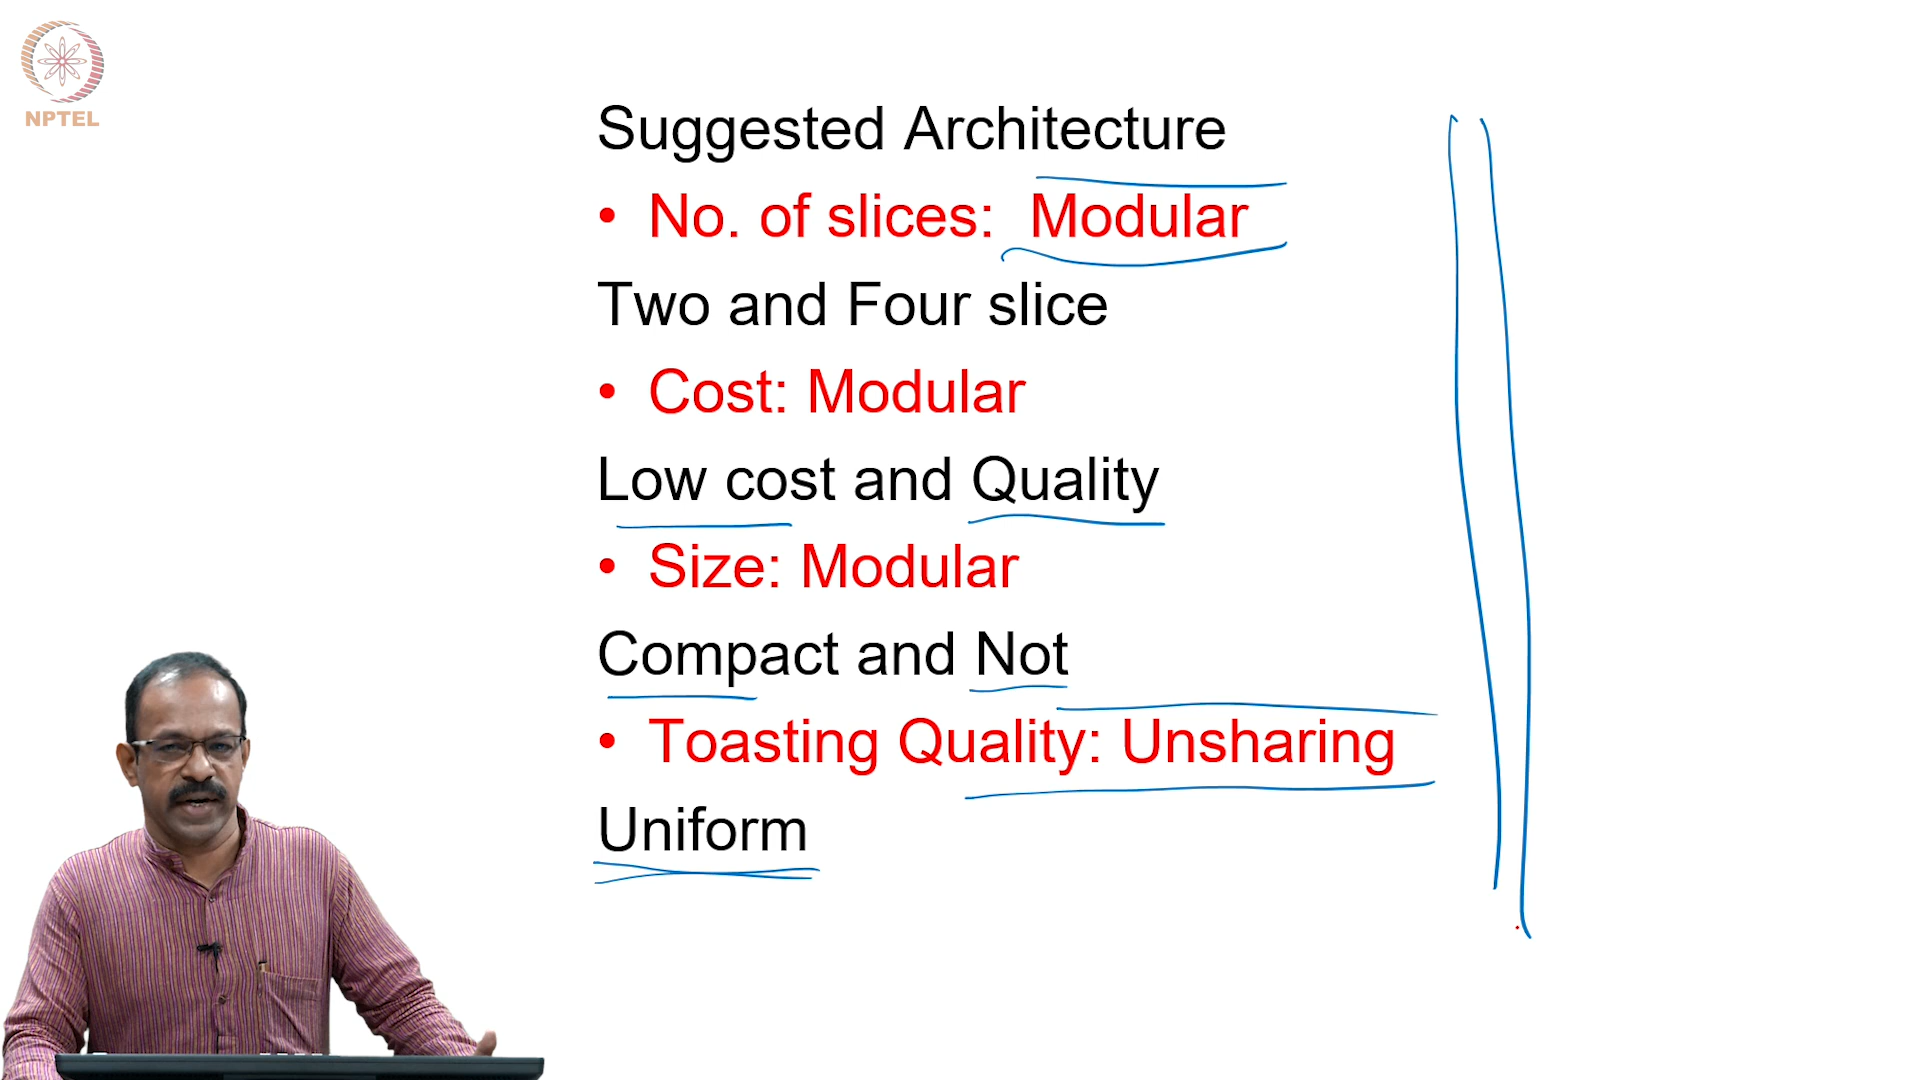 NPTEL
Suggested Architecture
• No. of slices: Modular
Two and Four slice
• Cost: Modular
Low cost and Quality
• Size: Modular
Compact and Not
• Toasting Quality: Unsharing
Uniform